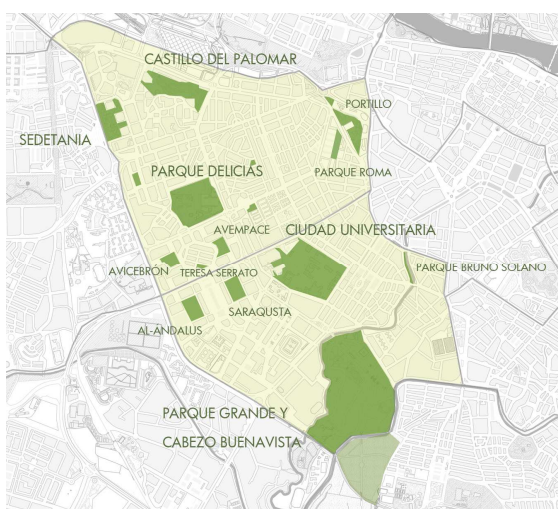 CASTILLO DEL PALOMAR
PORTILLO
SEDETANIA
PARQUE DELICIAS
PARQUE ROMA
AVEMPACE
CIUDAD UNIVERSITARIA
AVICEBRÓN
TERESA SERRATO
PARQUE BRUNO SOLANO
SARAQUSTA
AL-ÁNDALUS
PARQUE GRANDE Y
CABEZO BUENAVISTA